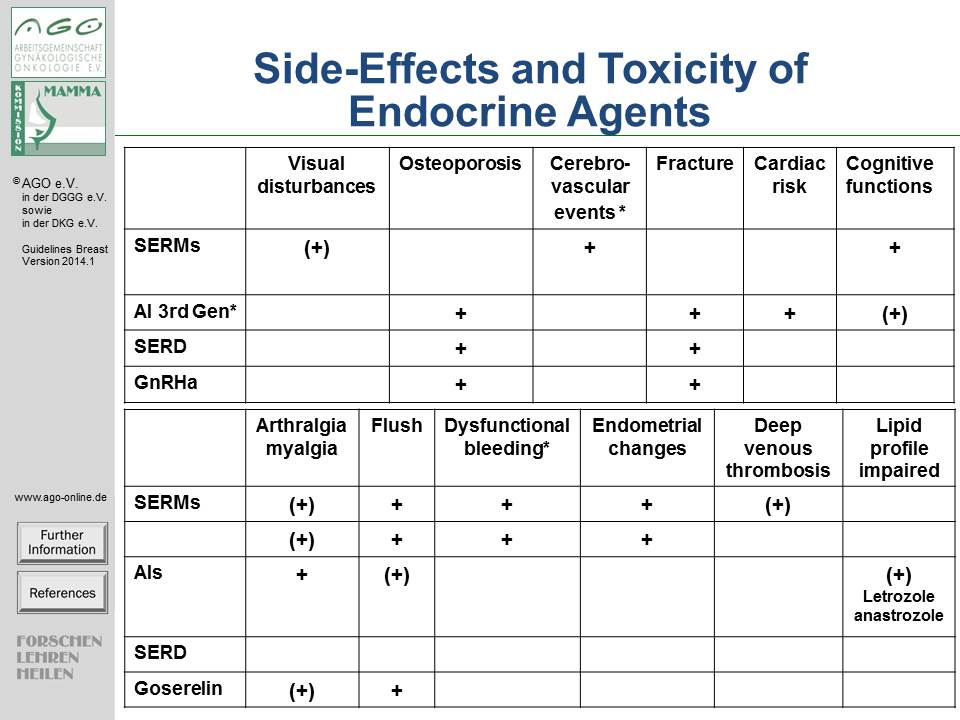 AGO
ARBEITSGEMEINSCHAFT
GYNÄKOLOGISCHE
ONKOLOGIE E.V.
KOMMISSION
MAMMA
© AGO e.V.
in der DGGG e.V.
sowie
in der DKG e.V.
Guidelines Breast
Version 2014.1
www.ago-online.de
Further
Information
References
FORSCHEN
LEHREN
HEILEN
Side-Effects and Toxicity of
Endocrine Agents
Visual disturbances Osteoporosis Cerebro-vascular events * Fracture Cardiac risk Cognitive functions
SERMs (+) + +
AI 3rd Gen* + + + (+)
SERD + +
GnRHa + +
Arthralgia myalgia Flush Dysfunctional bleeding* Endometrial changes Deep venous thrombosis Lipid profile impaired
SERMs (+) + + + (+)
(+) + + +
AIs + (+) (+)
Letrozole
anastrozole
SERD
Goserelin (+) +